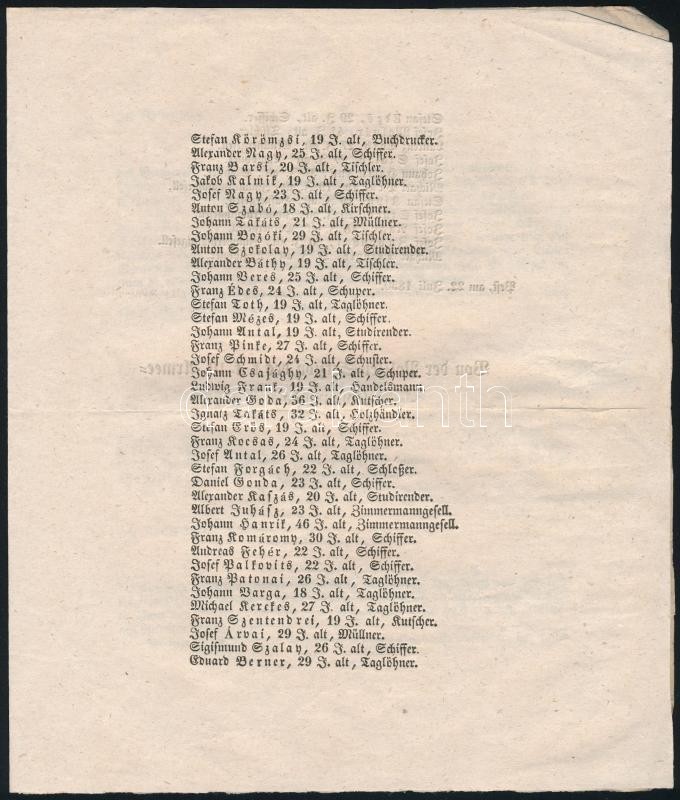 Stefan Körömzsi, 19 J. alt, Buchdrucker.
Alexander Nagy, 25 J. alt, Schiffer.
Franz Barsi, 20 J. alt, Tischler.
Jakob Kalmik, 19 J. alt, Taglöhner.
Josef Nagy, 23 J. alt, Schiffer.
Anton Szabó, 18 J. alt, Kirschner.
Johann Takáts, 21 J. alt, Müllner.
Johann Bozóki, 29 J. alt, Tischler.
Anton Szokolay, 19 J. alt, Studirender.
Alexander Báthy, 19 J. alt, Tischler.
Johann Veres, 25 J. alt, Schiffer.
Franz Édes, 24 J. alt, Schuper.
Stefan Toth, 19 J. alt, Taglöhner.
Stefan Mézes, 19 J. alt, Schiffer.
Johann Antal, 19 J. alt, Studirender.
Franz Pinke, 27 J. alt, Schiffer.
Josef Schmidt, 24 J. alt, Schusster.
Johann Csajághy, 21 J. alt, Schuper.
Ludwig Frank, 19 J. alt, Handelsmann.
Alexander Goda, 36 J. alt, Kutscher.
Ignatz Takáts, 32 J. alt, Holzhändler.
Stefan Erös, 19 J. alt, Schiffer.
Franz Kocsas, 24 J. alt, Taglöhner.
Josef Antal, 26 J. alt, Taglöhner.
Stefan Forgách, 22 J. alt, Schloßer.
Daniel Gonda, 23 J. alt, Schiffer.
Alexander Kaszás, 20 J. alt, Studirender.
Albert Juhász, 23 J. alt, Zimmermanngesell.
Johann Hanrik, 46 J. alt, Zimmermanngesell.
Franz Komáromy, 30 J. alt, Schiffer.
Andreas Fehér, 22 J. alt, Schiffer.
Josef Palkovits, 22 J. alt, Schiffer.
Franz Patonai, 26 J. alt, Taglöhner.
Johann Varga, 18 J. alt, Taglöhner.
Michael Kerekes, 27 J. alt, Taglöhner.
Franz Szentendrei, 19 J. alt, Kutscher.
Josef Árvai, 29 J. alt, Müllner.
Sigismund Szalay, 26 J. alt, Schiffer.
Eduard Berner, 29 J. alt, Taglöhner.